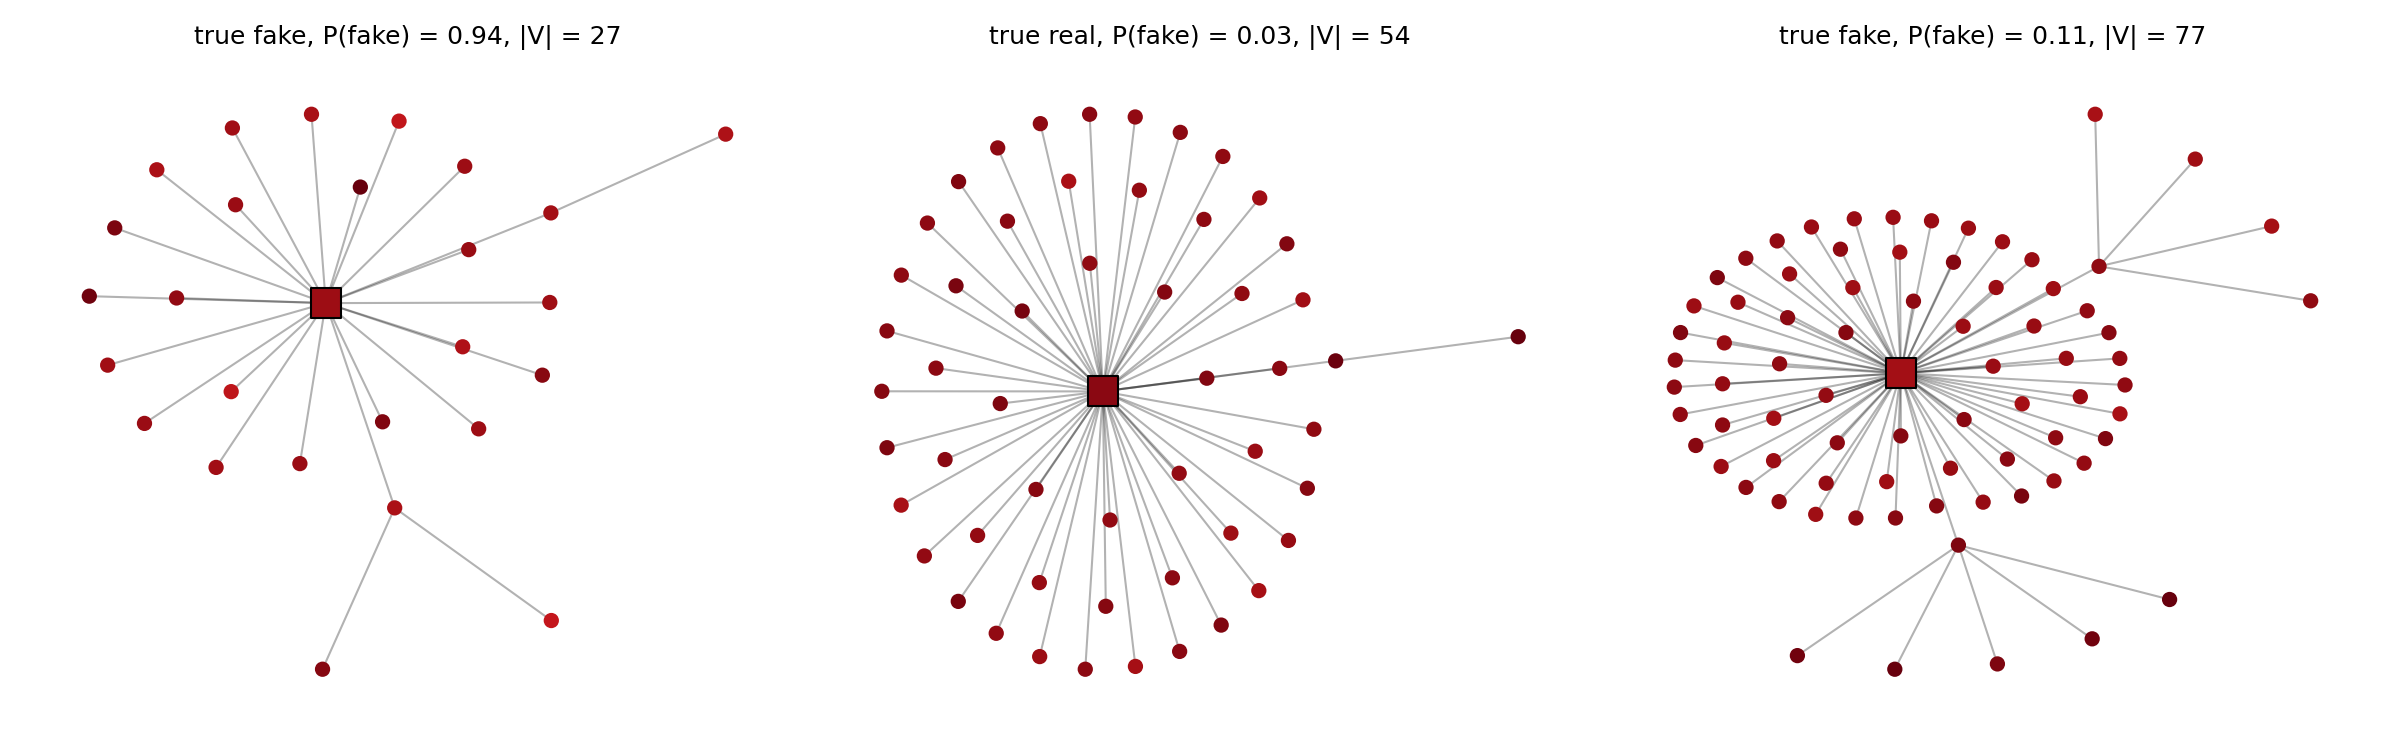 true fake, P(fake) = 0.94, |V| = 27
true real, P(fake) = 0.03, |V| = 54
true fake, P(fake) = 0.11, |V| = 77